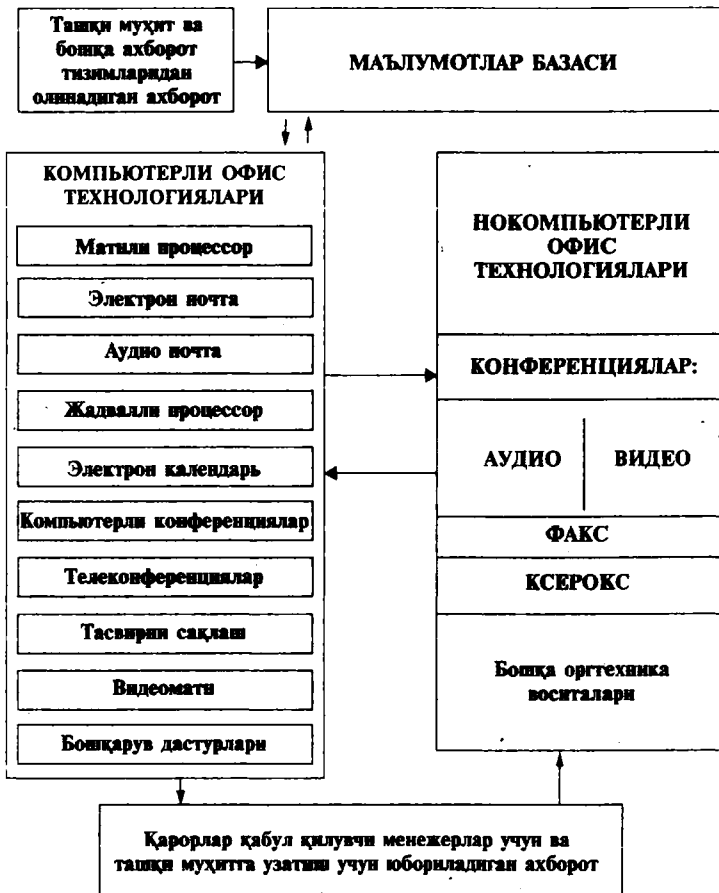 Ташқи муҳит ва
бошқа ахборот
тизимларидан
олинадиган ахборот
МАЪЛУМОТЛАР БАЗАСИ
КОМПЬЮТЕРЛИ ОФИС
ТЕХНОЛОГИЯЛАРИ
Матнли процессор
Электрон почта
Аудио почта
Жадвалли процессор
Электрон календарь
Компьютерли конференциялар
Телеконференциялар
Тасвирни сақлаш
Видеоматн
Бошқарув дастурлари
НОКОМПЬЮТЕРЛИ
ОФИС
ТЕХНОЛОГИЯЛАРИ
КОНФЕРЕНЦИЯЛАР:
АУДИО
ВИДЕО
ФАКС
КСЕРОКС
Бошқа оргтехника
воситалари
Қарорлар қабул қилувчи менежерлар учун ва
ташқи муҳитга узатиш учун юбориладиган ахборот